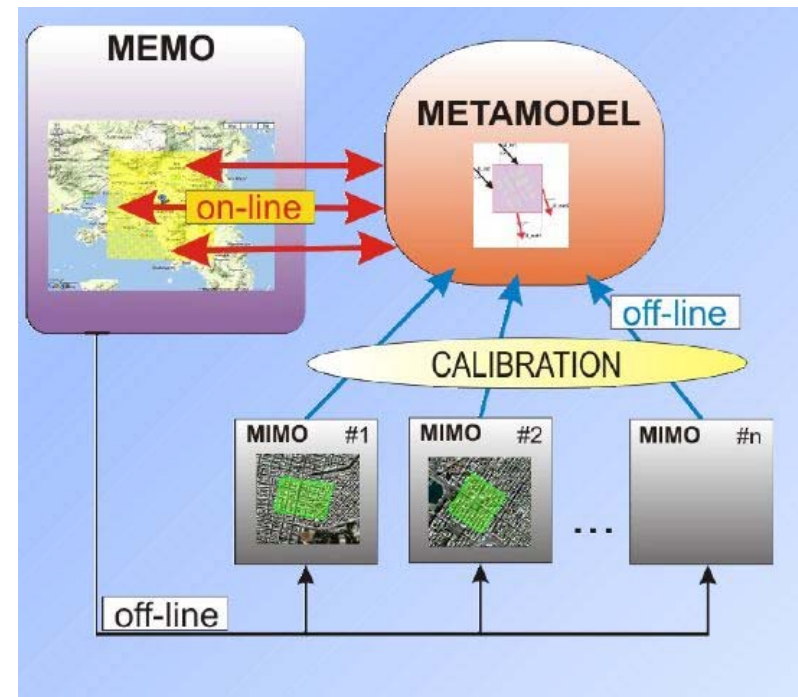 MEMO
METAMODEL
on-line
off-line
CALIBRATION
MIMO #1
MIMO #2
MIMO #n
...
off-line